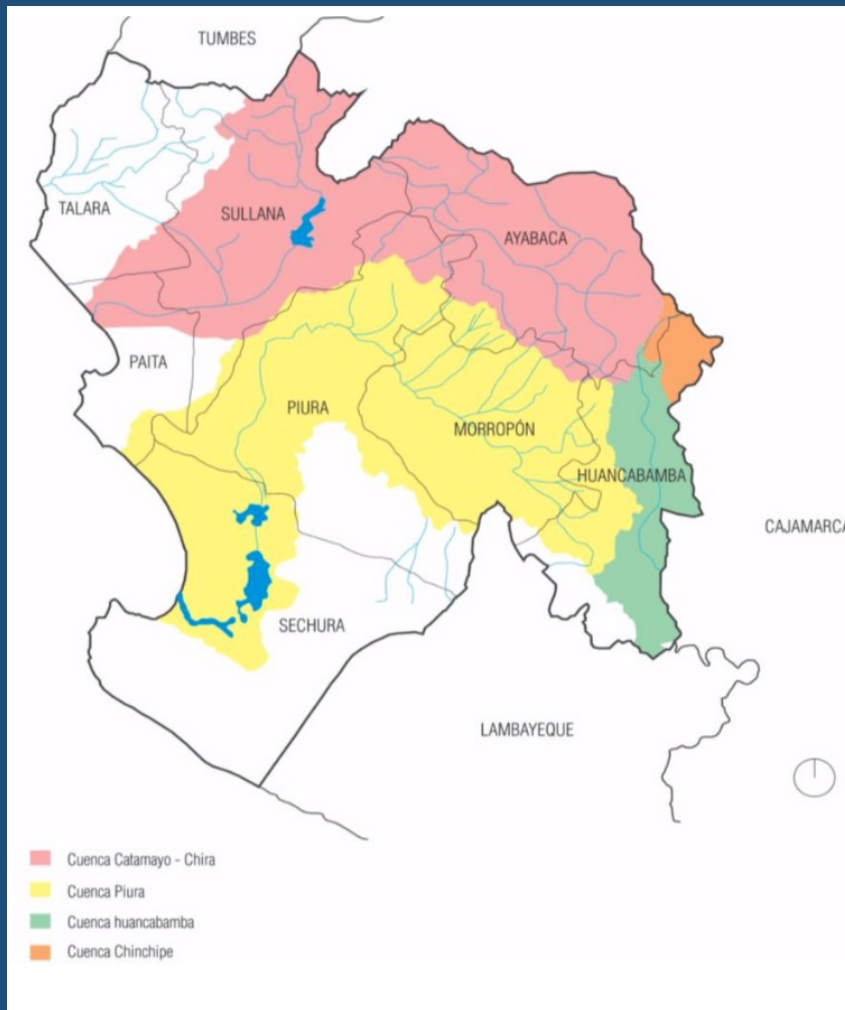 TUMBES
TALARA
SULLANA
AYABACA
PAITA
PIURA
MORROPÓN
HUANCABAMBA
CAJAMARCA
SECHURA
LAMBAYEQUE
Cuenca Catamayo - Chira
Cuenca Piura
Cuenca huancabamba
Cuenca Chinchipe